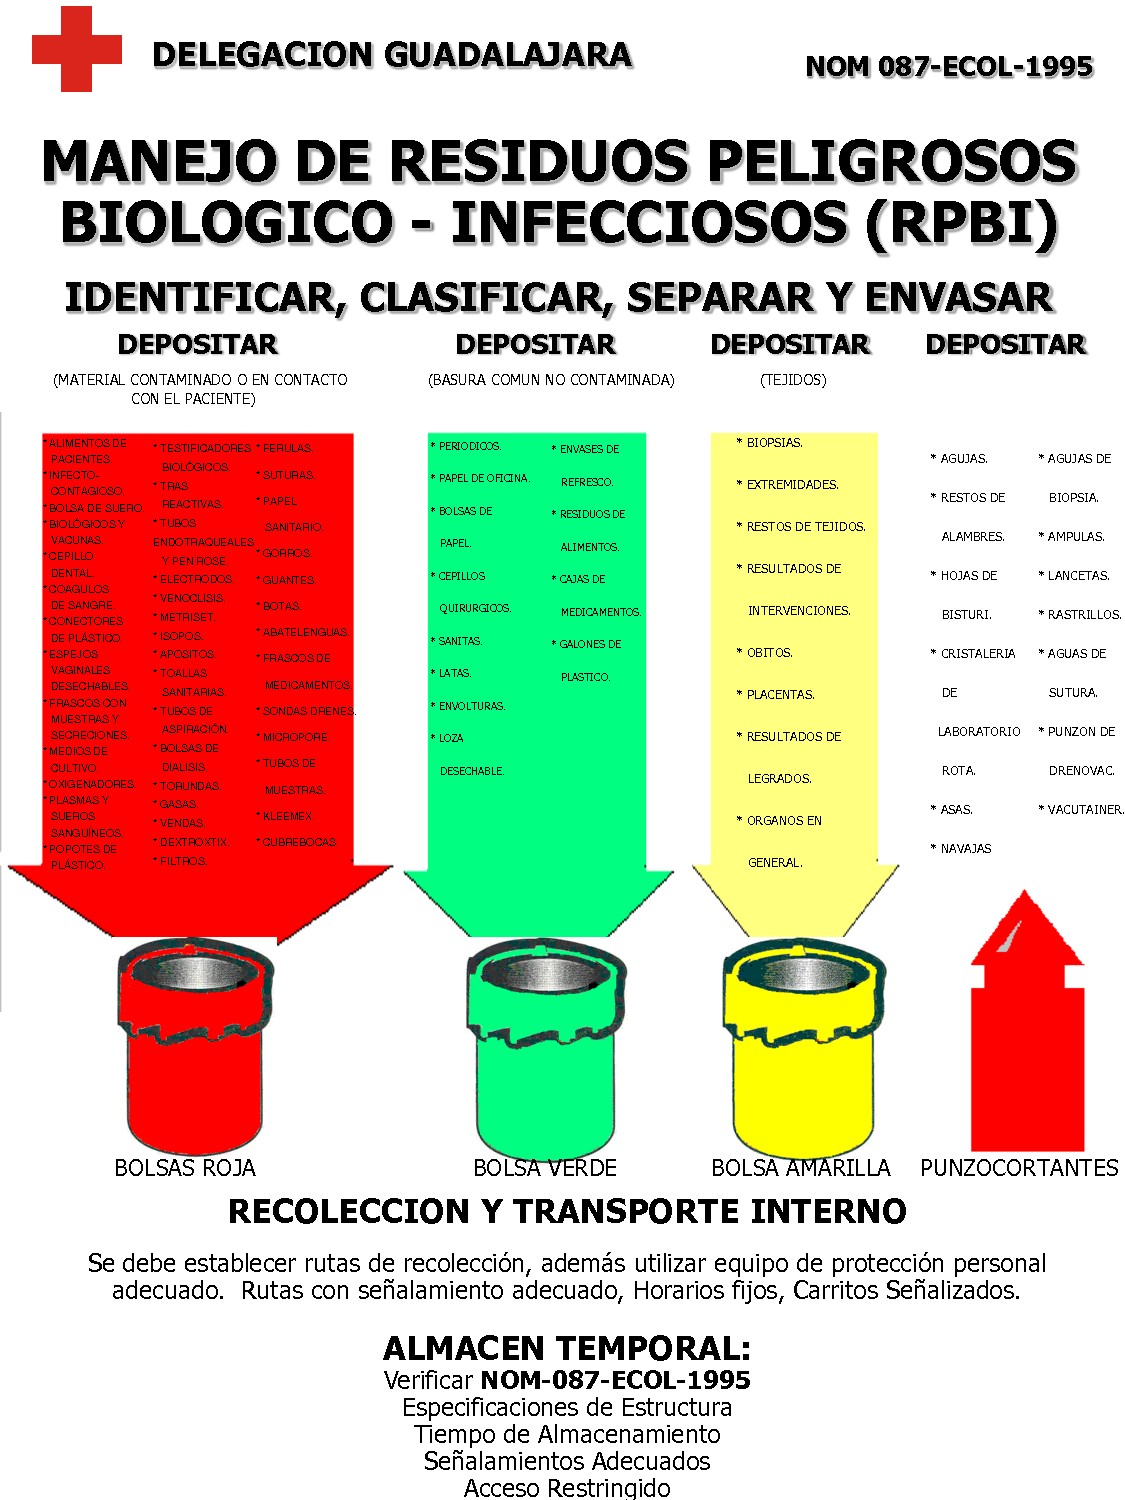 DELEGACION GUADALAJARA
NOM 087-ECOL-1995
MANEJO DE RESIDUOS PELIGROSOS
BIOLOGICO - INFECCIOSOS (RPBI)
IDENTIFICAR, CLASIFICAR, SEPARAR Y ENVASAR
DEPOSITAR
(MATERIAL CONTAMINADO O EN CONTACTO
CON EL PACIENTE)
* ALIMENTOS DE
PACIENTES.
* INFECTO-
CONTAGIOSO.
* BOLSA DE SUERO.
* BIOLOGICOS Y
VACUNAS.
* CEPILLO
DENTAL.
* COAGULOS
DE SANGRE.
* CONECTORES
DE PLÁSTICO.
* ESPEJOS
VAGINALES
DESECHABLES.
* FRASCOS CON
MUESTRAS Y
SECRECIONES.
* MEDIOS DE
CULTIVO.
* OXIGENADORES.
* PLASMAS Y
SUEROS
SANGUÍNEOS.
* POPOTES DE
PLÁSTICO.
* TESTIFICADORES
BIOLÓGICOS.
* TRAS
REACTIVAS.
* TUBOS
ENDOTRAQUEALES
Y PEN ROSE.
* ELECTRODOS.
* VENOCLISIS.
* METRISET.
* ISOPOS.
* APOSITOS.
* TOALLAS
SANITARIAS.
* TUBOS DE
ASPIRACIÓN.
* BOLSAS DE
DIALISIS.
* TORUNDAS.
* GASAS.
* VENDAS.
* DEXTROXTIX.
* FILTROS.
* FERULAS.
* SUTURAS.
* PAPEL
SANITARIO.
* GORROS.
* GUANTES.
* BOTAS.
* ABATELENGUAS.
* FRASCOS DE
MEDICAMENTOS.
* SONDAS DRENES.
* MICROPORE.
* TUBOS DE
MUESTRAS.
* KLEEMEX.
* CUBREBOCAS.
BOLSAS ROJA
DEPOSITAR
(BASURA COMUN NO CONTAMINADA)
* PERIODICOS.
* PAPEL DE OFICINA.
* BOLSAS DE
PAPEL.
* CEPILLOS
QUIRURGICOS.
* SANITAS.
* LATAS.
* ENVOLTURAS.
* LOZA
DESECHABLE.
* ENVASES DE
REFRESCO.
* RESIDUOS DE
ALIMENTOS.
* CAJAS DE
MEDICAMENTOS.
* GALONES DE
PLASTICO.
BOLSA VERDE
DEPOSITAR
(TEJIDOS)
* BIOPSIAS.
* EXTREMIDADES.
* RESTOS DE TEJIDOS.
* RESULTADOS DE
INTERVENCIONES.
* OBITOS.
* PLACENTAS.
* RESULTADOS DE
LEGRADOS.
* ORGANOS EN
GENERAL.
BOLSA AMARILLA
DEPOSITAR
* AGUJAS.
* RESTOS DE
ALAMBRES.
* HOJAS DE
BISTURI.
* CRISTALERIA
DE
LABORATORIO
ROTA.
* ASAS.
* NAVAJAS
* AGUJAS DE
BIOPSIA.
* AMPULAS.
* LANCETAS.
* RASTRILLOS.
* AGUAS DE
SUTURA.
* PUNZON DE
DRENOVAC.
* VACUTAINER.
PUNZOCORTANTES
RECOLECCION Y TRANSPORTE INTERNO
Se debe establecer rutas de recolección, además utilizar equipo de protección personal
adecuado. Rutas con señalamiento adecuado, Horarios fijos, Carritos Señalizados.
ALMACEN TEMPORAL:
Verificar NOM-087-ECOL-1995
Especificaciones de Estructura
Tiempo de Almacenamiento
Señalamientos Adecuados
Acceso Restringido